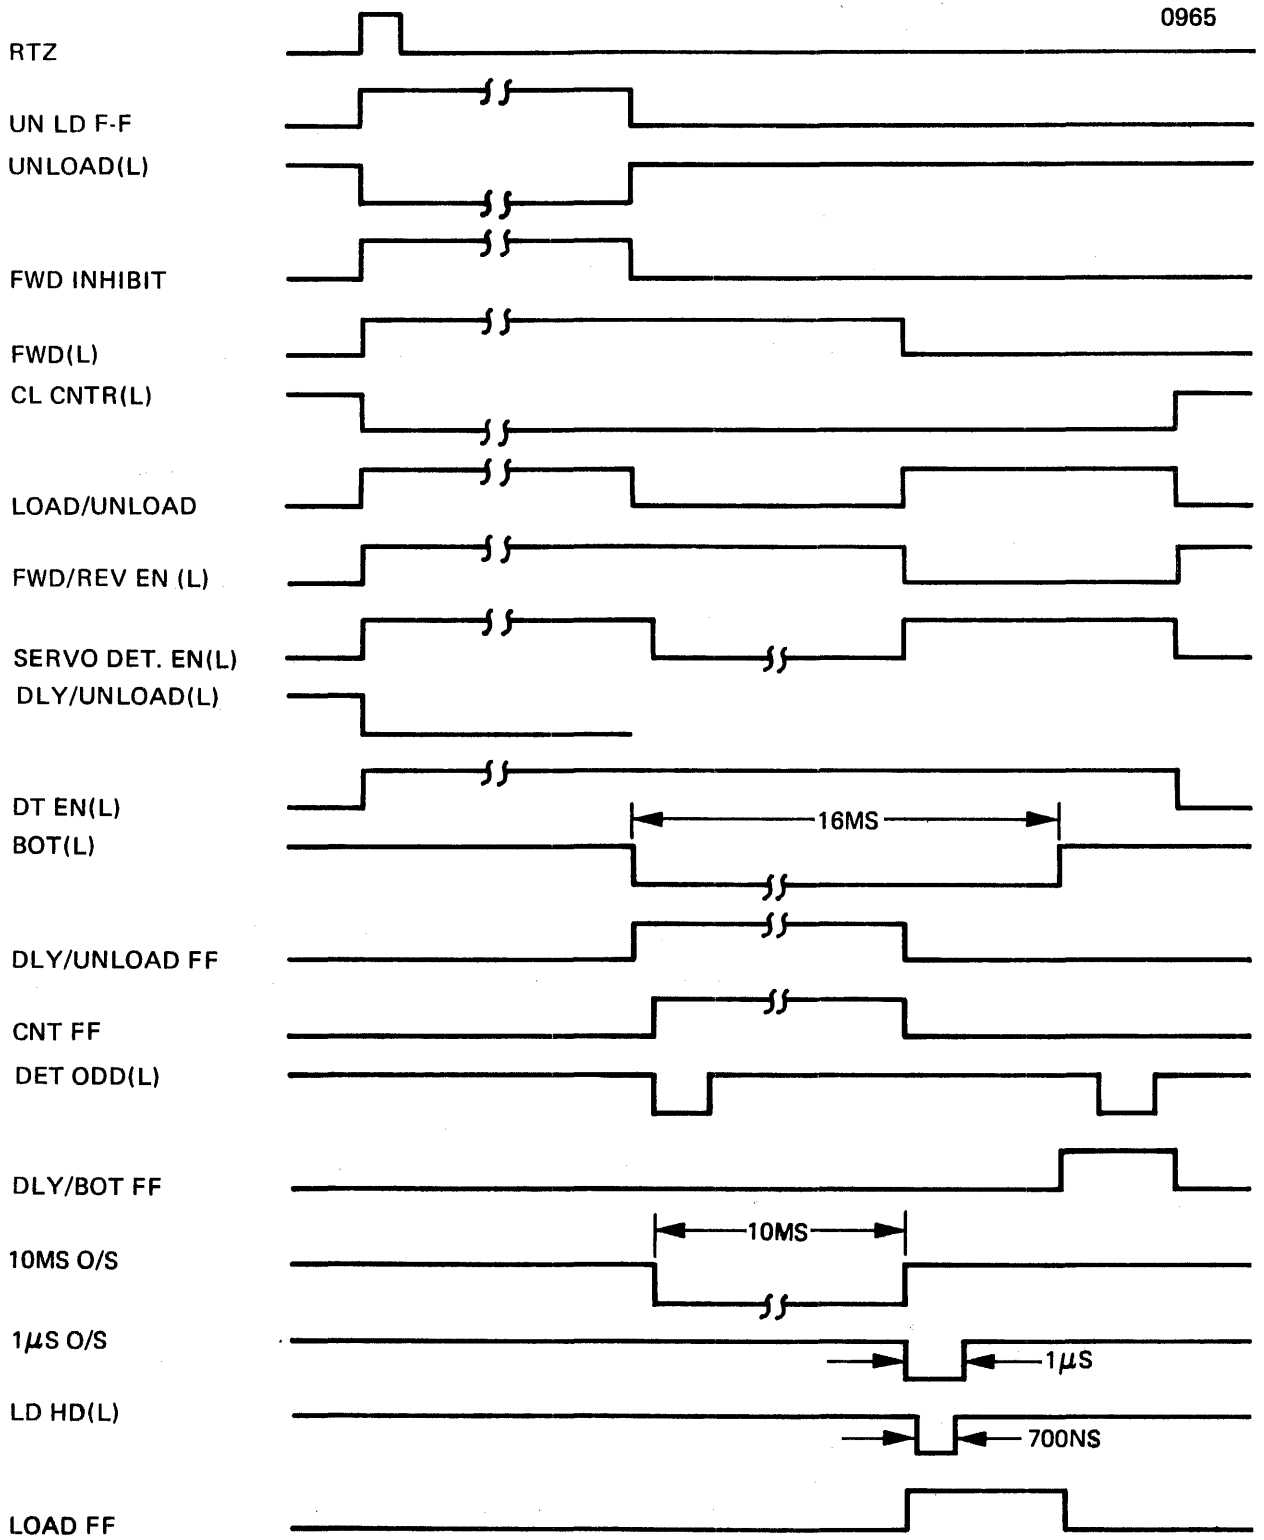 0965
RTZ
UN LD F-F
UNLOAD(L)
FWD INHIBIT
FWD(L)
CL CNTR(L)
LOAD/UNLOAD
FWD/REV EN (L)
SERVO DET. EN(L)
DLY/UNLOAD(L)
DT EN(L)
16MS
BOT(L)
DLY/UNLOAD FF
CNT FF
DET ODD(L)
DLY/BOT FF
10MS
10MS O/S
1μS O/S
1μS
LD HD(L)
700NS
LOAD FF